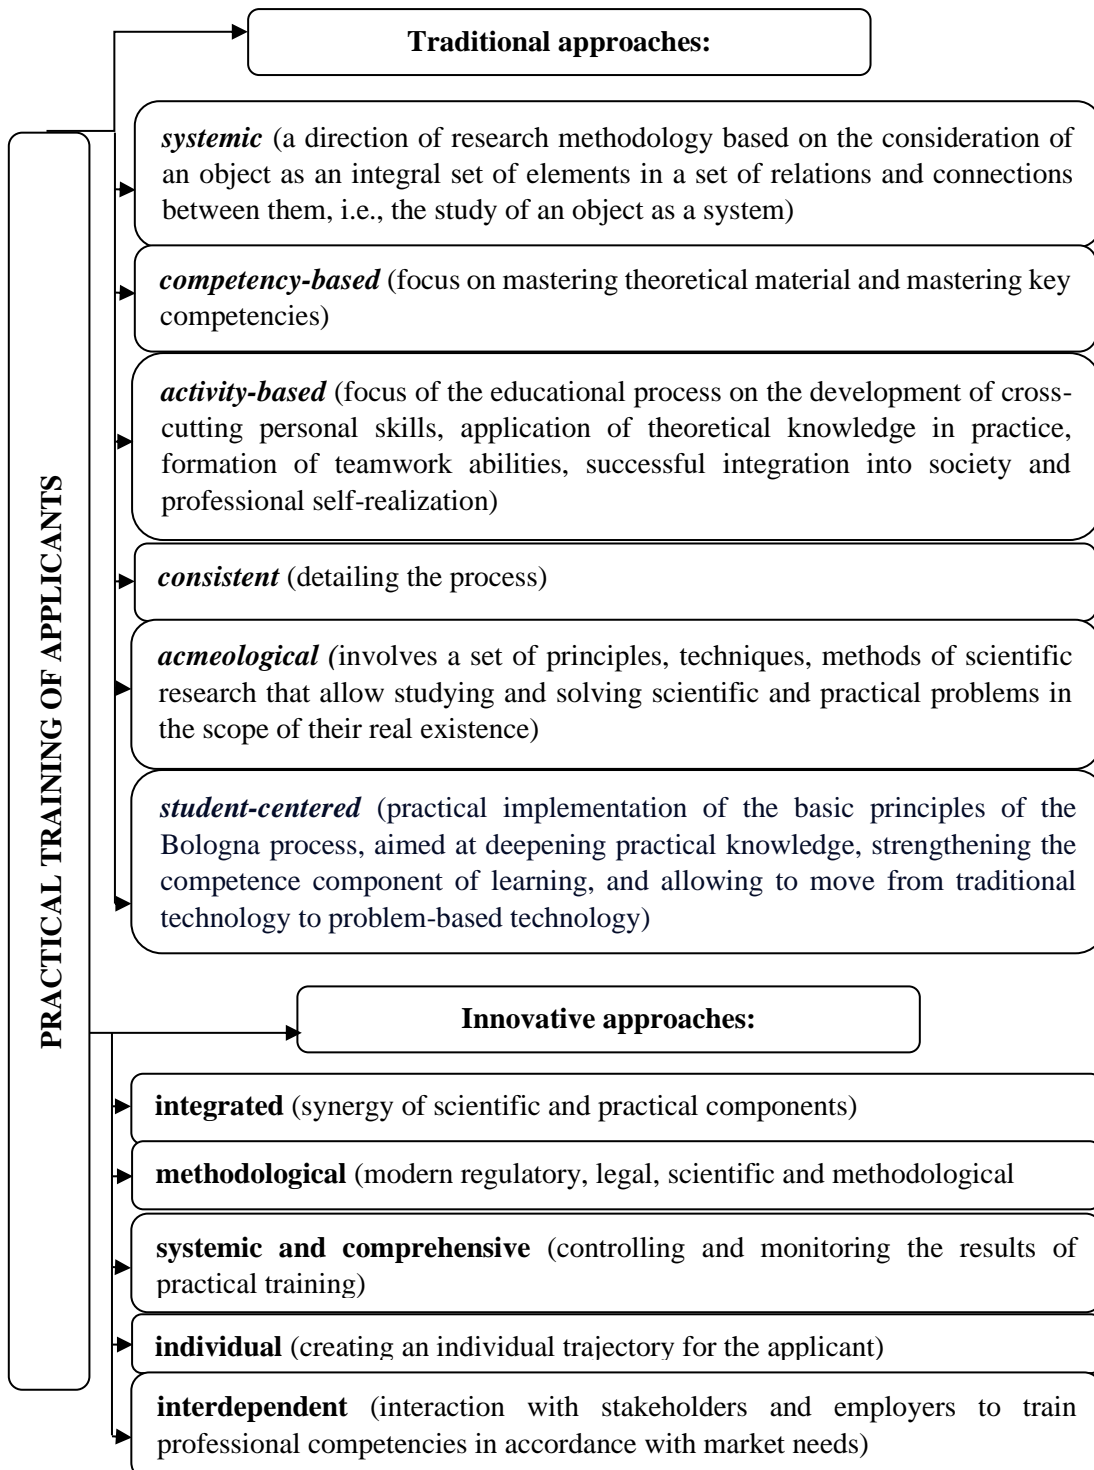 Traditional approaches:
systemic (a direction of research methodology based on the consideration of
an object as an integral set of elements in a set of relations and connections
between them, i.e., the study of an object as a system)
competency-based (focus on mastering theoretical material and mastering key
competencies)
activity-based (focus of the educational process on the development of cross-
cutting personal skills, application of theoretical knowledge in practice,
formation of teamwork abilities, successful integration into society and
professional self-realization)
consistent (detailing the process)
acmeological (involves a set of principles, techniques, methods of scientific
research that allow studying and solving scientific and practical problems in
the scope of their real existence)
student-centered (practical implementation of the basic principles of the
Bologna process, aimed at deepening practical knowledge, strengthening the
competence component of learning, and allowing to move from traditional
technology to problem-based technology)
PRACTICAL TRAINING OF APPLICANTS
Innovative approaches:
integrated (synergy of scientific and practical components)
methodological (modern regulatory, legal, scientific and methodological
systemic and comprehensive (controlling and monitoring the results of
practical training)
individual (creating an individual trajectory for the applicant)
interdependent (interaction with stakeholders and employers to train
professional competencies in accordance with market needs)